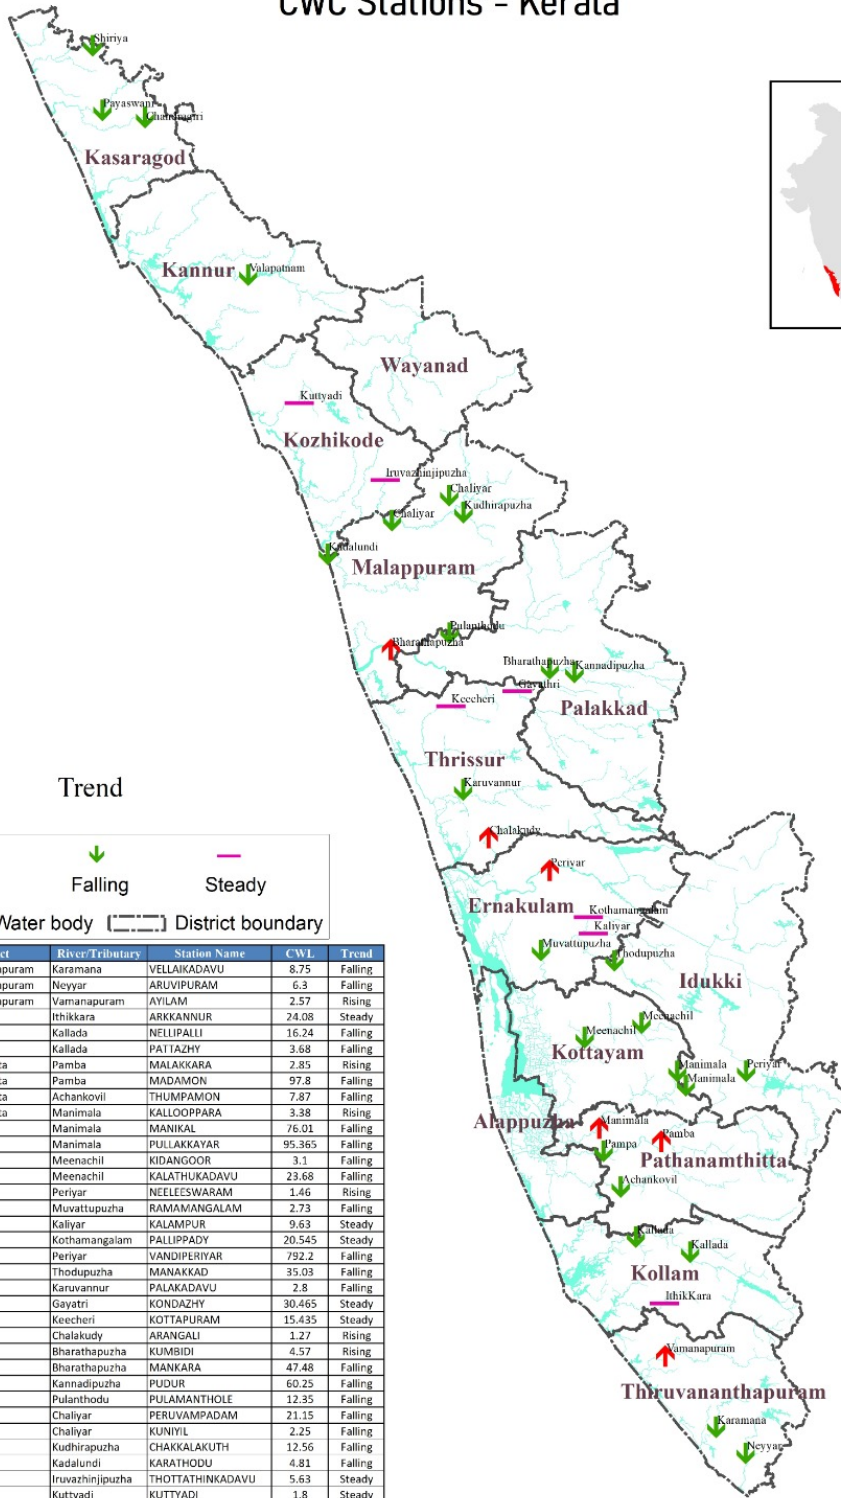 CWC Stations - Kerala
Shiriya
Payaswani
Chandragiri
Kasaragod
Kannur
Valapatnam
Wayanad
Kuttyadi
Kozhikode
Iruvazhinjipuzha
Chaliyar
Kudhirapuzha
Chaliyar
Kadalundi
Malappuram
Pulanthodu
Bharathapuzha
Bharathapuzha
Kannadipuzha
Gayathri
Keecheri
Palakkad
Thrissur
Karuvannur
Chalakudy
Periyar
Ernakulam
Kothamangalam
Kaliyar
Muvattupuzha
Thodupuzha
Idukki
Meenachil
Meenachil
Kottayam
Manimala
Manimala
Periyar
Alappuzha
Manimala
Pamba
Pampa
Pathanamthitta
Achankovil
Kallada
Kallada
Kollam
IthikKara
Vamanapuram
Thiruvananthapuram
Karamana
Neyyar
Trend
Falling Steady
Water body District boundary
ct River/Tributary Station Name CWL Trend
apuram Karamana VELLAIKADAVU 8.75 Falling
apuram Neyyar ARUVIPURAM 6.3 Falling
apuram Vamanapuram AYILAM 2.57 Rising
Ithikkara ARKKANNUR 24.08 Steady
Kallada NELLIPALLI 16.24 Falling
Kallada PATTAZHY 3.68 Falling
ta Pamba MALAKKARA 2.85 Rising
ta Pamba MADAMON 97.8 Falling
ta Achankovil THUMPAMON 7.87 Falling
ta Manimala KALLOOPPARA 3.38 Rising
Manimala MANIKAL 76.01 Falling
Manimala PULLAKKAYAR 95.365 Falling
Meenachil KIDANGOOR 3.1 Falling
Meenachil KALATHUKADAVU 23.68 Falling
Periyar NEELEESWARAM 1.46 Rising
Muvattupuzha RAMAMANGALAM 2.73 Falling
Kaliyar KALAMPUR 9.63 Steady
Kothamangalam PALLIPPADY 20.545 Steady
Periyar VANDIPERIYAR 792.2 Falling
Thodupuzha MANAKKAD 35.03 Falling
Karuvannur PALAKADAVU 2.8 Falling
Gayatri KONDAZHY 30.465 Steady
Keecheri KOTTAPURAM 15.435 Steady
Chalakudy ARANGALI 1.27 Rising
Bharathapuzha KUMBIDI 4.57 Rising
Bharathapuzha MANKARA 47.48 Falling
Kannadipuzha PUDUR 60.25 Falling
Pulanthodu PULAMANTHOLE 12.35 Falling
Chaliyar PERUVAMPADAM 21.15 Falling
Chaliyar KUNIYIL 2.25 Falling
Kudhirapuzha CHAKKALAKUTH 12.56 Falling
Kadalundi KARATHODU 4.81 Falling
Iruvazhinjipuzha THOTTATHINKADAVU 5.63 Steady
Kuttyadi KUTTYADI 1.8 Steady